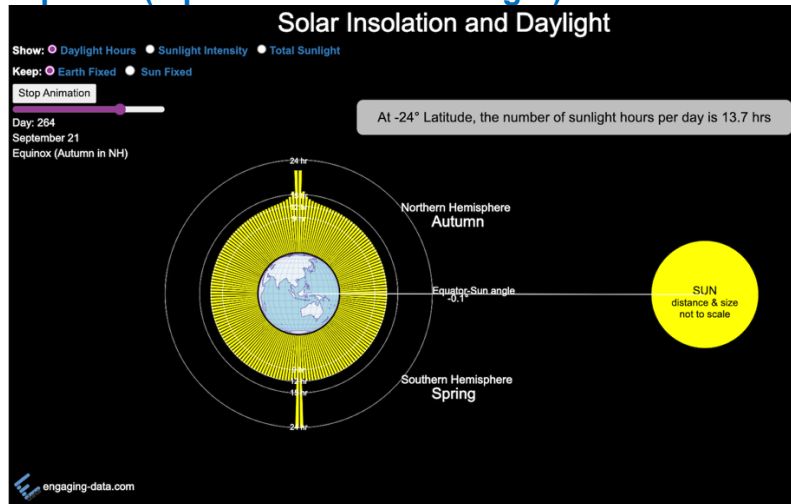 Solar Insolation and Daylight
Show: Daylight Hours Sunlight Intensity Total Sunlight
Keep: Earth Fixed Sun Fixed
Stop Animation
Day: 264
September 21
Equinox (Autumn in NH)
At -24° Latitude, the number of sunlight hours per day is 13.7 hrs
24 hr
12 hr
Northern Hemisphere
Autumn
Equator-Sun angle
-0.1°
SUN
distance & size
not to scale
12 hr
15 hr
24 hr
Southern Hemisphere
Spring
engaging-data.com